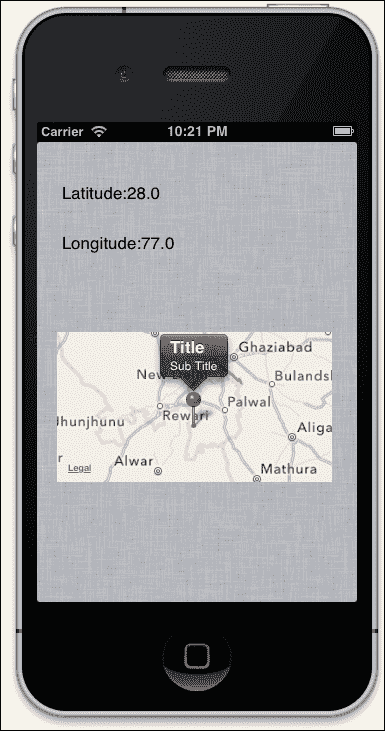 Carrier 10:21 PM
Latitude:28.0
Longitude:77.0
Title
Sub Title
Ghaziabad
New
Bulandsl
Rewari
Palwal
Jhunjhunu
Aliga
r
Alwar
Legal
Mathura